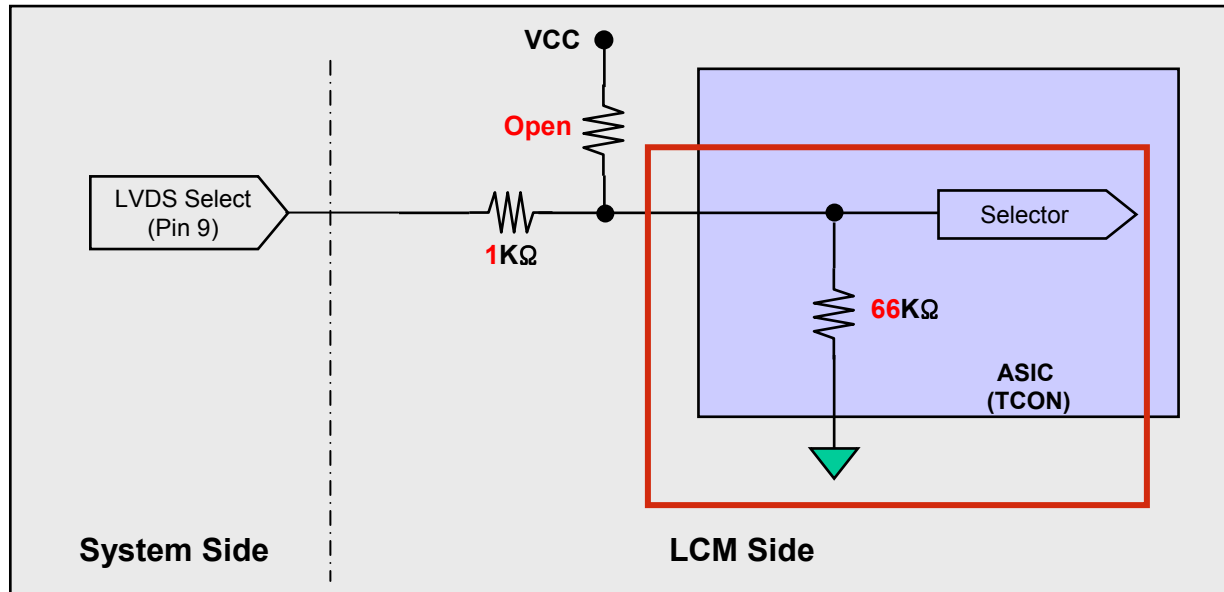 VCC
Open
LVDS Select
(Pin 9)
Selector
1KΩ
66KΩ
ASIC
(TCON)
System Side
LCM Side